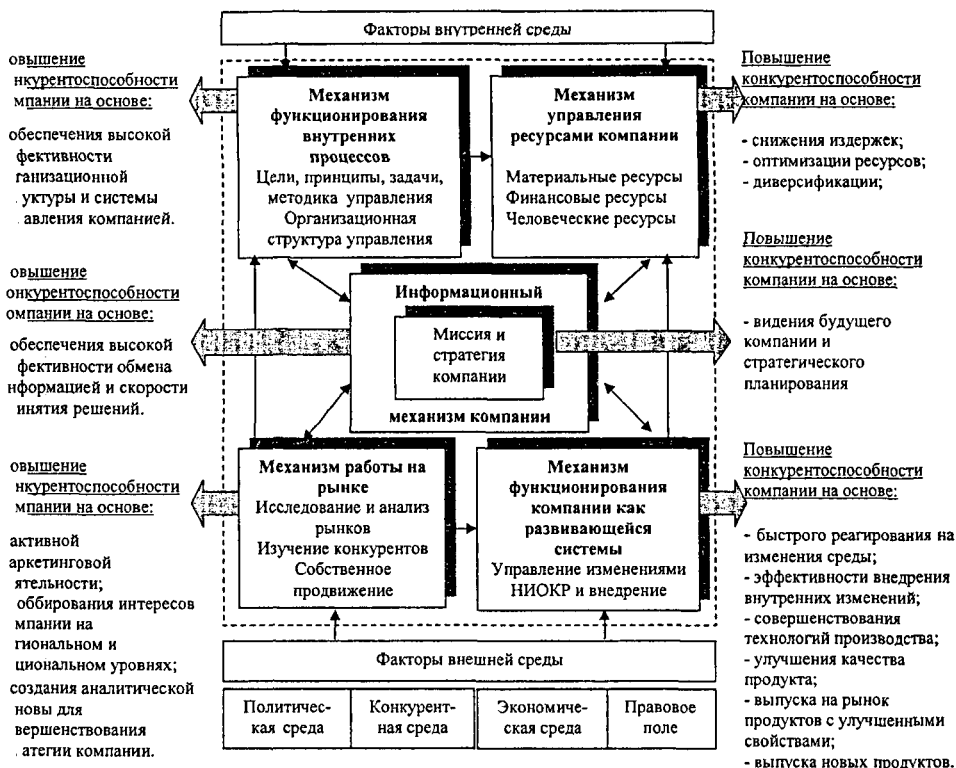 Факторы внутренней среды
овышение
нкурентоспособности
мпании на основе:
обеспечения высокой
фективности
ганизационной
уктуры и системы
авления компанией.
Механизм
функционирования
внутренних
процессов
Цели, принципы, задачи,
методика управления
Организационная
структура управления
Механизм
управления
ресурсами компании
Материальные ресурсы
Финансовые ресурсы
Человеческие ресурсы
Повышение
конкурентоспособности
компании на основе:
- снижения издержек;
- оптимизации ресурсов;
- диверсификации;
овышение
онкурентоспособности
омпании на основе:
обеспечения высокой
фективности обмена
нформацией и скорости
инятия решений.
Информационный
Миссия и
стратегия
компании
механизм компании
Повышение
конкурентоспособности
компании на основе:
- видения будущего
компании и
стратегического
планирования
овышение
нкурентоспособности
мпании на основе:
активной
аркетинговой
ятельности;
оббирования интересов
мпании на
гиональном и
циональном уровнях;
создания аналитической
новы для
вершенствования
атегии компании.
Механизм работы на
рынке
Исследование и анализ
рынков
Изучение конкурентов
Собственное
продвижение
Механизм
функционирования
компании как
развивающейся
системы
Управление изменениями
НИОКР и внедрение
Повышение
конкурентоспособности
компании на основе:
- быстрого реагирования на
изменения среды;
- эффективности внедрения
внутренних изменений;
- совершенствования
технологий производства;
- улучшения качества
продукта;
- выпуска на рынок
продуктов с улучшенными
свойствами;
- выпуска новых продуктов.
Факторы внешней среды
Политичес-
кая среда
Конкурент-
ная среда
Экономиче-
ская среда
Правовое
поле